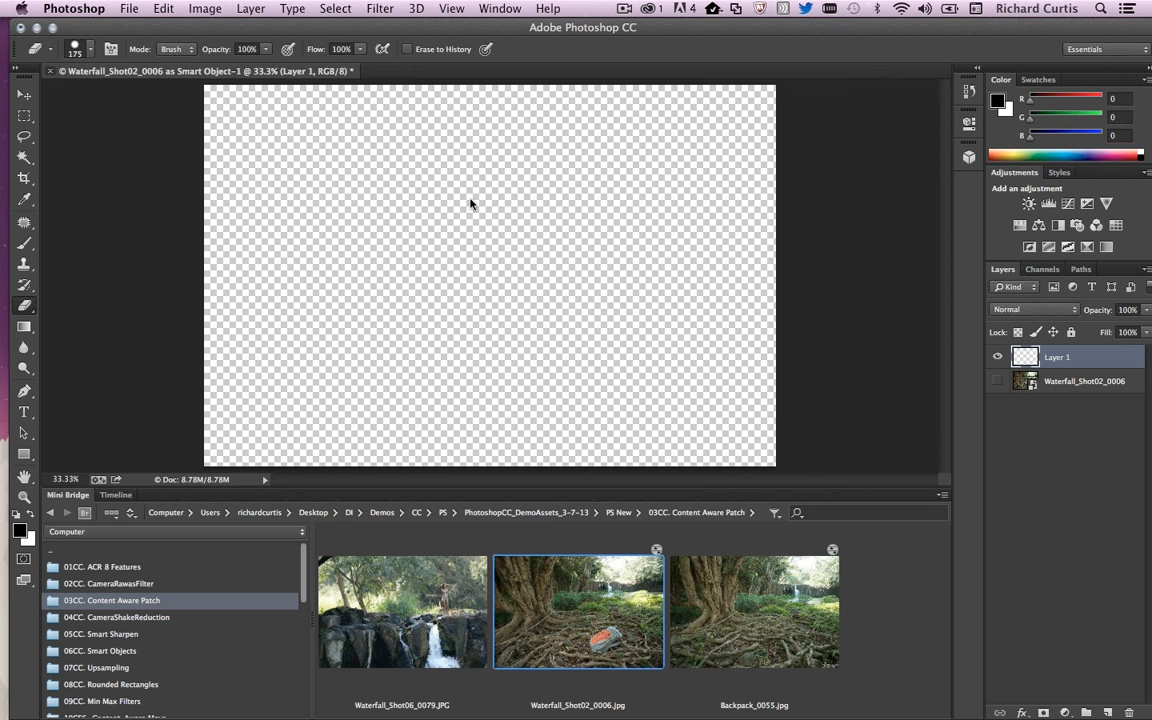 Photoshop File Edit Image Layer Type Select Filter 3D View Window Help 1 4 Richard Curtis
Adobe Photoshop CC
175 Mode: Brush Opacity: 100% Flow: 100% Erase to History Essentials
× © Waterfall_Shot02_0006 as Smart Object-1 @ 33.3% (Layer 1, RGB/8) *
Color Swatches
R 0
G 0
B 0
Adjustments Styles
Add an adjustment
Layers Channels Paths
Kind
Normal Opacity: 100%
Lock: Fill: 100%
Layer 1
Waterfall_Shot02_0006
33.33% © Doc: 8.78M/8.78M
Mini Bridge Timeline
Br Computer Users richardcurtis Desktop DI Demos CC PS PhotoshopCC_DemoAssets_3-7-13 PS New 03CC. Content Aware Patch
Computer
..
01CC. ACR 8 Features
02CC. CameraRawasFilter
03CC. Content Aware Patch
04CC. CameraShakeReduction
05CC. Smart Sharpen
06CC. Smart Objects
07CC. Upsampling
08CC. Rounded Rectangles
09CC. Min Max Filters
Waterfall_Shot06_0079.JPG Waterfall_Shot02_0006.jpg Backpack_0055.jpg